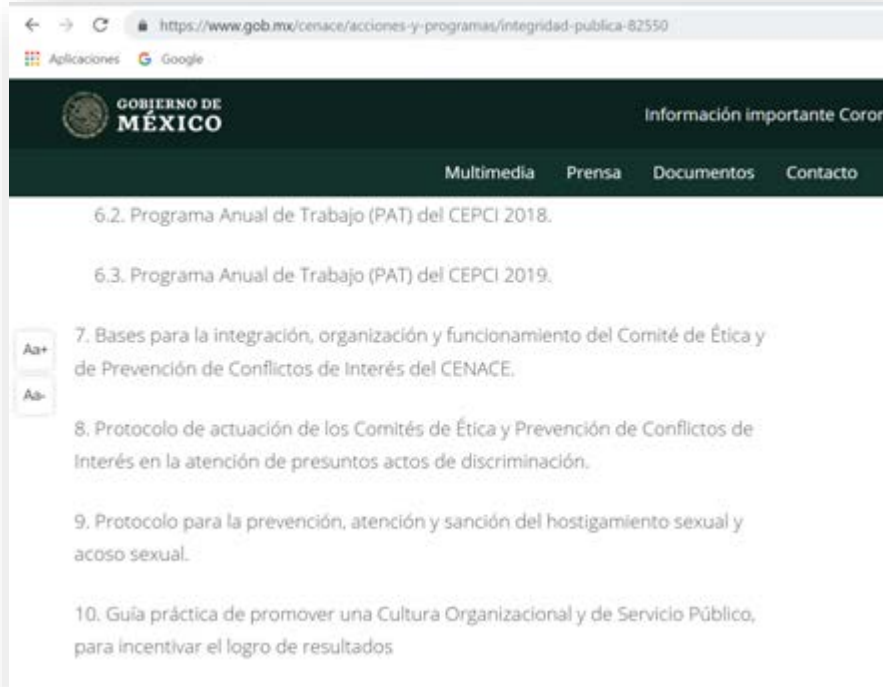 https://www.gob.mx/cenace/acciones-y-programas/integridad-publica-82550
Aplicaciones G Google
GOBIERNO DE
MÉXICO
Información importante Coron
Multimedia Prensa Documentos Contacto
6.2. Programa Anual de Trabajo (PAT) del CEPCI 2018.
6.3. Programa Anual de Trabajo (PAT) del CEPCI 2019.
Aa+
7. Bases para la integración, organización y funcionamiento del Comité de Ética y
de Prevención de Conflictos de Interés del CENACE.
Aa-
8. Protocolo de actuación de los Comités de Ética y Prevención de Conflictos de
Interés en la atención de presuntos actos de discriminación.
9. Protocolo para la prevención, atención y sanción del hostigamiento sexual y
acoso sexual.
10. Guía práctica de promover una Cultura Organizacional y de Servicio Público,
para incentivar el logro de resultados